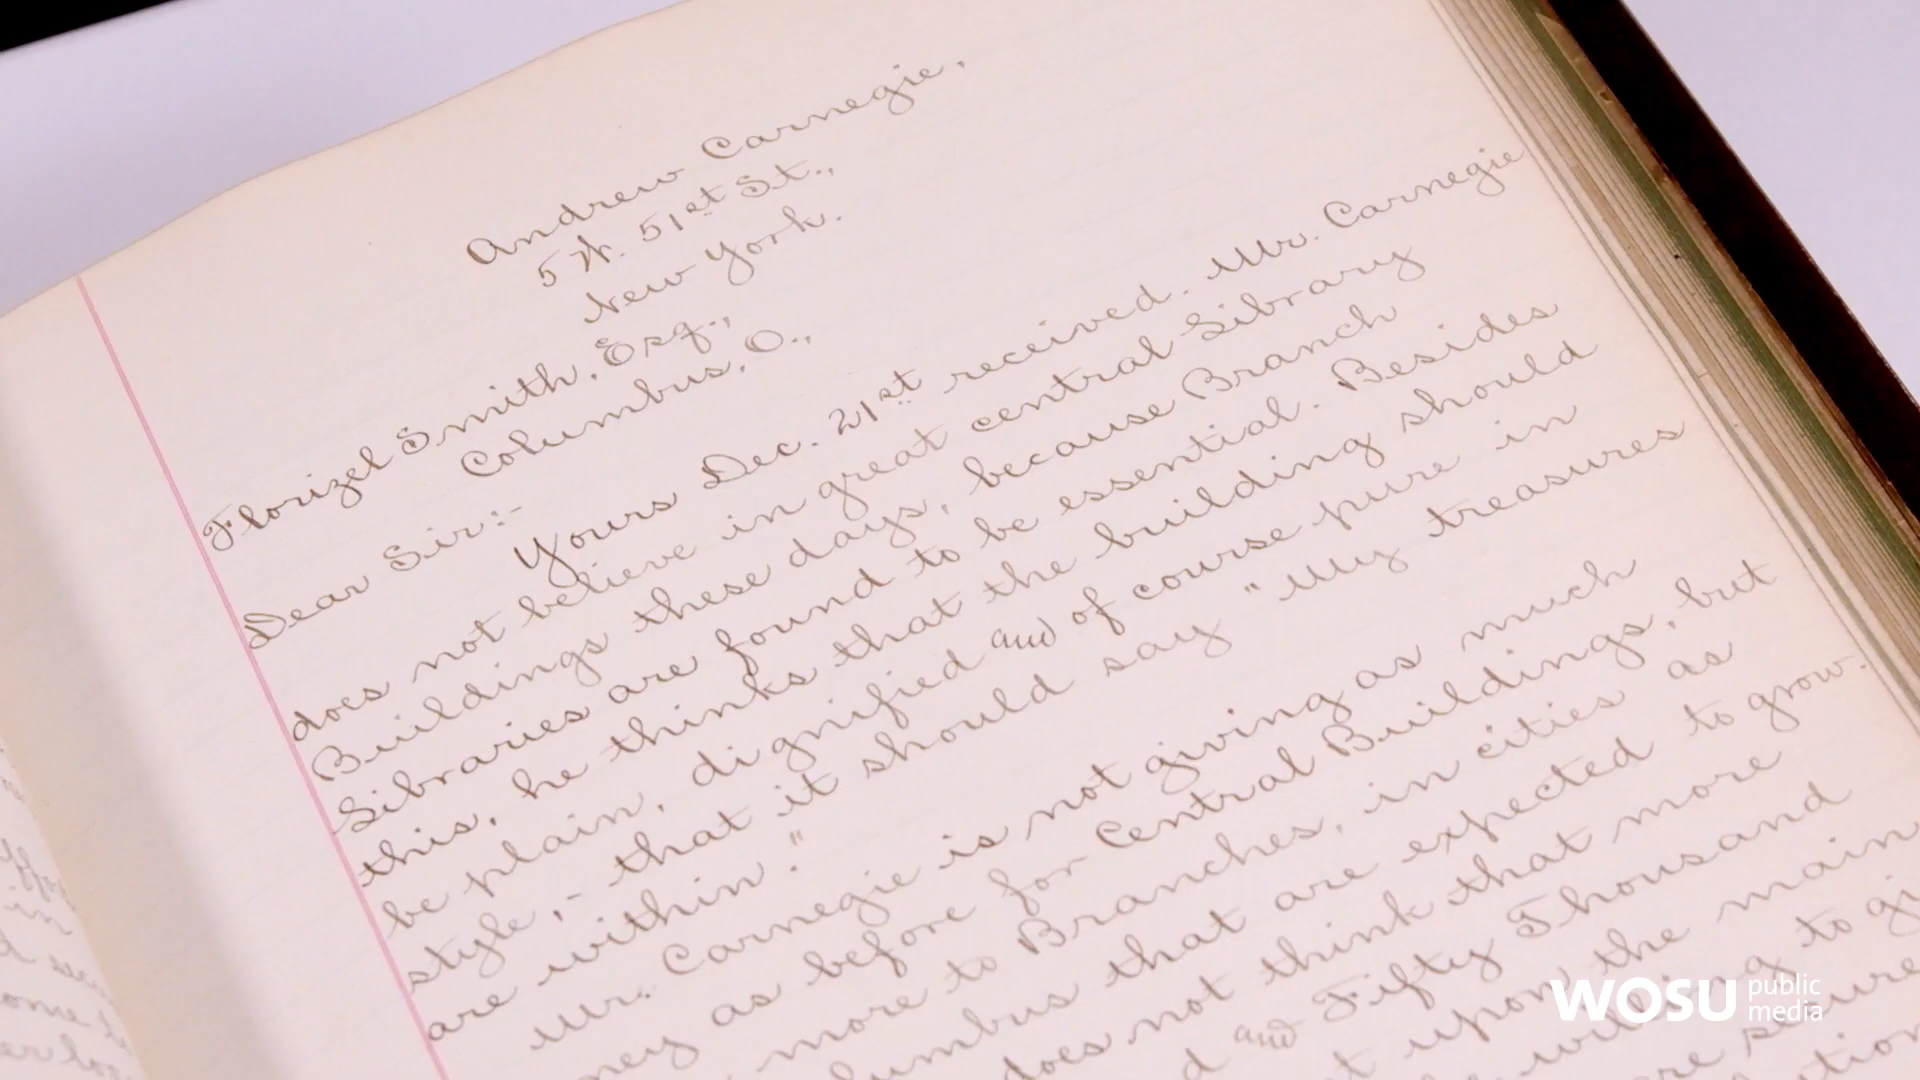 Andrew Carnegie,
5 W. 51st St.,
New York.
Florizel Smith, Esq.,
Columbus, O.,
Dear Sir:-
Yours Dec. 21st received. Mr. Carnegie
does not believe in great central Library
Buildings these days, because Branch
Libraries are found to be essential. Besides
this, he thinks that the building should
be plain, dignified and of course pure in
style,- that it should say "My treasures
are within."
Mr. Carnegie is not giving as much
as before for Central Buildings, but
more to Branches, in cities as
that are expected to grow.
does not think that more
and Fifty Thousand
upon the main
to
WOSU public media